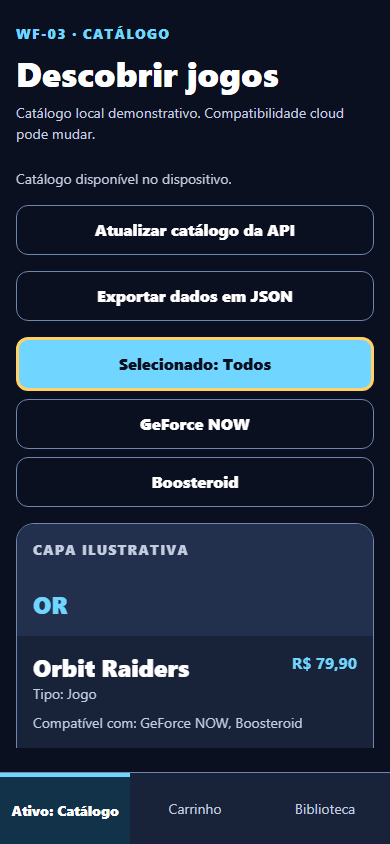 WF-03 • CATÁLOGO
Descobrir jogos
Catálogo local demonstrativo. Compatibilidade cloud
pode mudar.
Catálogo disponível no dispositivo.
Atualizar catálogo da API
Exportar dados em JSON
Selecionado: Todos
GeForce NOW
Boosteroid
CAPA ILUSTRATIVA
OR
Orbit Raiders
R$ 79,90
Tipo: Jogo
Compatível com: GeForce NOW, Boosteroid
Ativo: Catálogo
Carrinho
Biblioteca